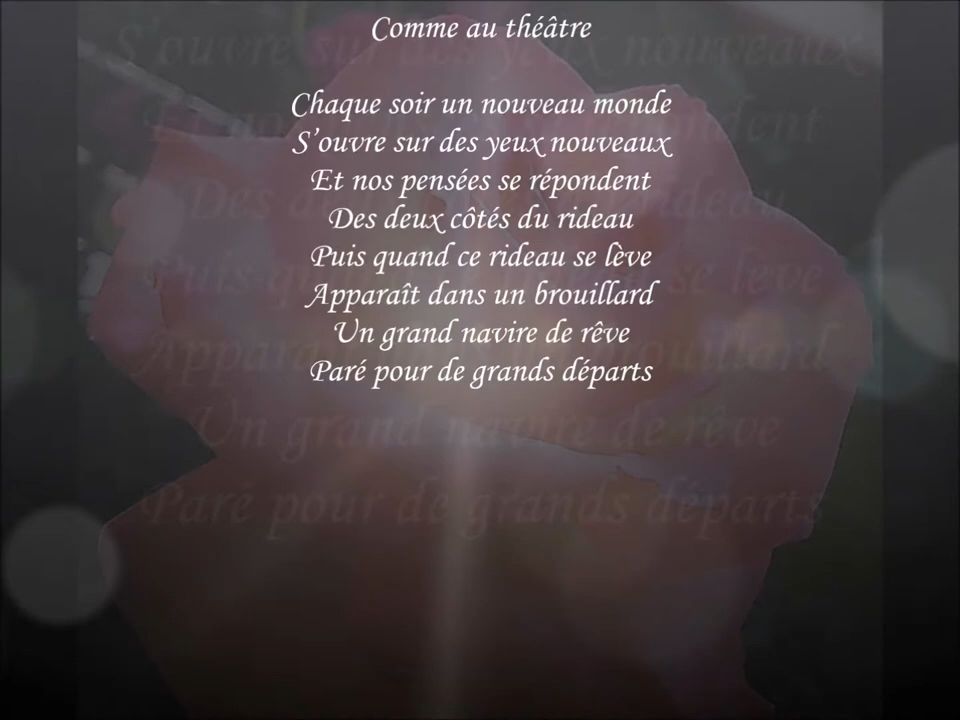 Comme au théâtre
Chaque soir un nouveau monde
S’ouvre sur des yeux nouveaux
Et nos pensées se répondent
Des deux côtés du rideau
Puis quand ce rideau se lève
Apparaît dans un brouillard
Un grand navire de rêve
Paré pour de grands départs